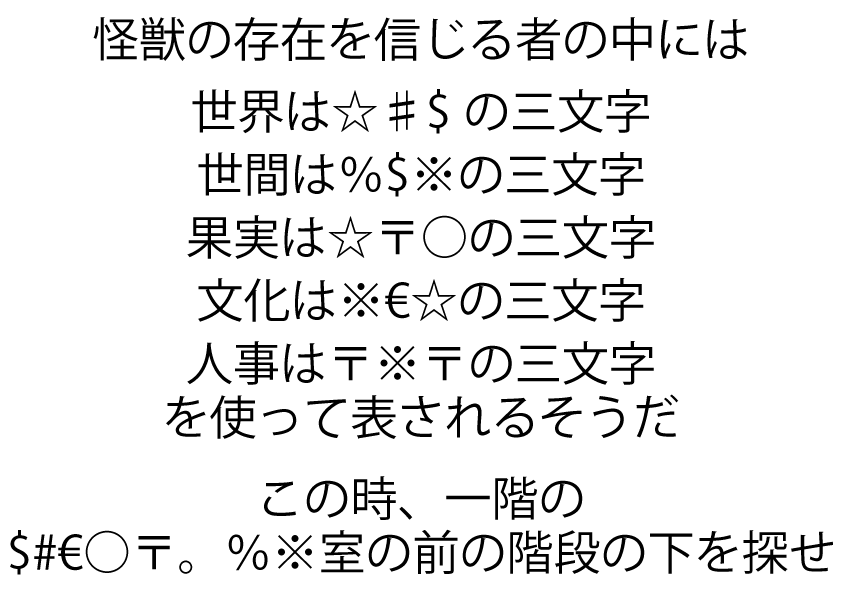 怪獣の存在を信じる者の中には
世界は☆♯$ の三文字
世間は%$※の三文字
果実は☆〒○の三文字
文化は※€☆の三文字
人事は〒※〒の三文字
を使って表されるそうだ
この時、一階の
$#€○〒。%※室の前の階段の下を探せ